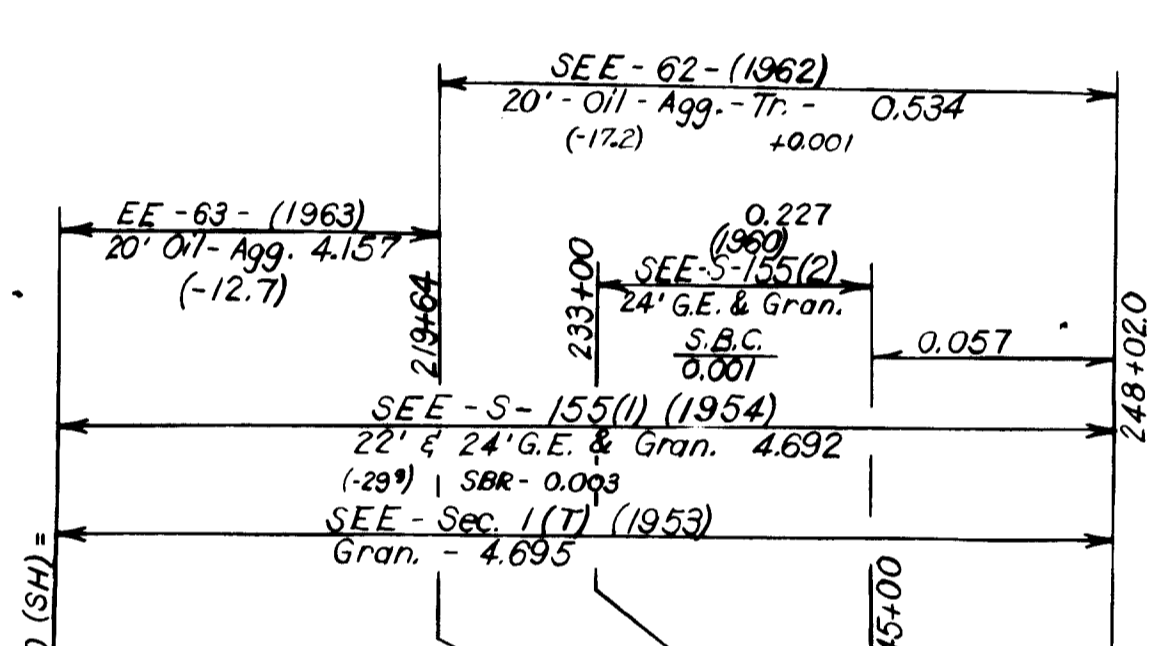 SEE - 62 - (1962)
20' - Oil - Agg. - Tr. - 0.534
(-17.2) +0.001
EE - 63 - (1963)
20' Oil - Agg. 4.157
(-12.7)
0.227
(1960)
SEE-S-155(2)
24' G.E. & Gran.
S.B.C.
0.001
0.057
219+64
233+00
248+02.0
SEE - S - 155(1) (1954)
22' & 24' G.E. & Gran. 4.692
SBR - 0.003
SEE - Sec. 1(T) (1953)
Gran. - 4.695
(SH) =
45+00